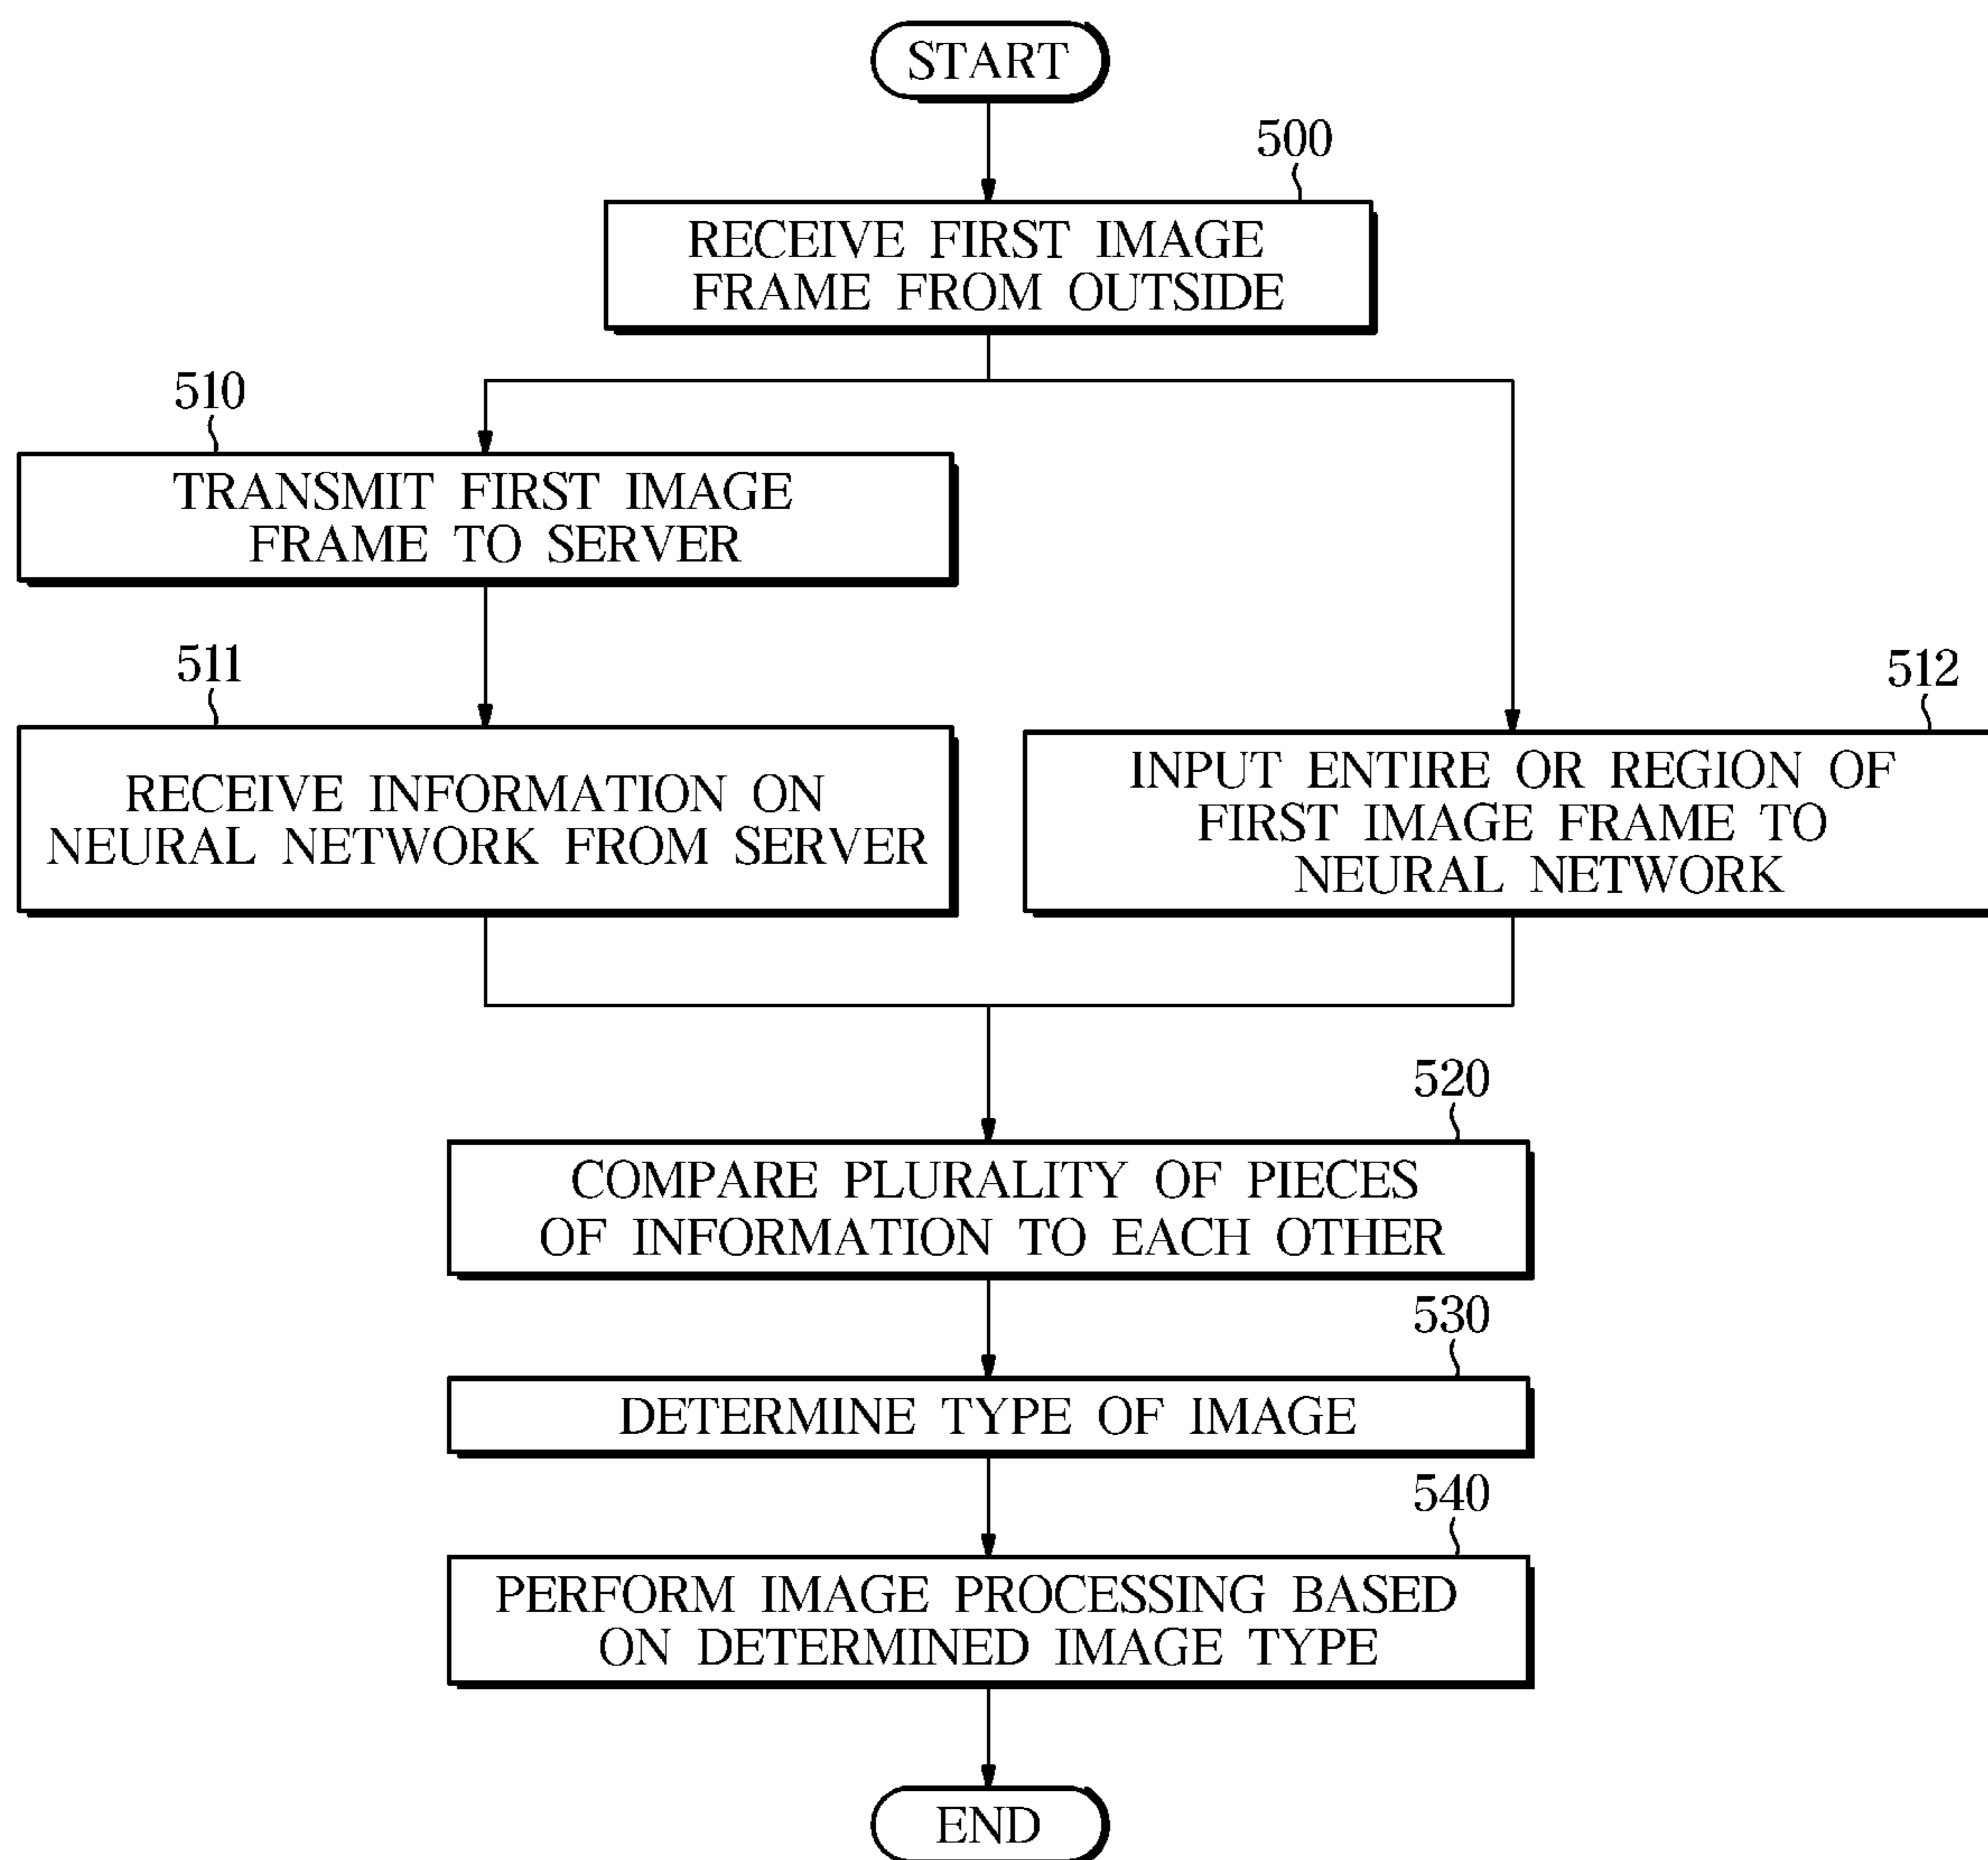 START
500
RECEIVE FIRST IMAGE
FRAME FROM OUTSIDE
510
TRANSMIT FIRST IMAGE
FRAME TO SERVER
511
RECEIVE INFORMATION ON
NEURAL NETWORK FROM SERVER
512
INPUT ENTIRE OR REGION OF
FIRST IMAGE FRAME TO
NEURAL NETWORK
520
COMPARE PLURALITY OF PIECES
OF INFORMATION TO EACH OTHER
530
DETERMINE TYPE OF IMAGE
540
PERFORM IMAGE PROCESSING BASED
ON DETERMINED IMAGE TYPE
END